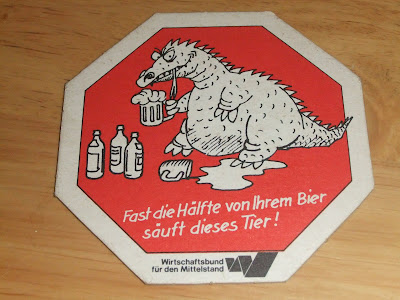 Fast die Hälfte von Ihrem Bier
säuft dieses Tier!
Wirtschaftsbund
für den Mittelstand